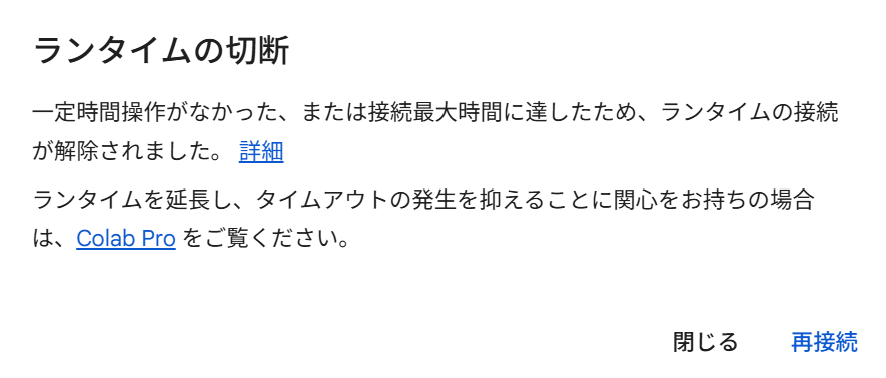 ランタイムの切断
一定時間操作がなかった、または接続最大時間に達したため、ランタイムの接続
が解除されました。 詳細
ランタイムを延長し、タイムアウトの発生を抑えることに関心をお持ちの場合
は、Colab Pro をご覧ください。
閉じる 再接続